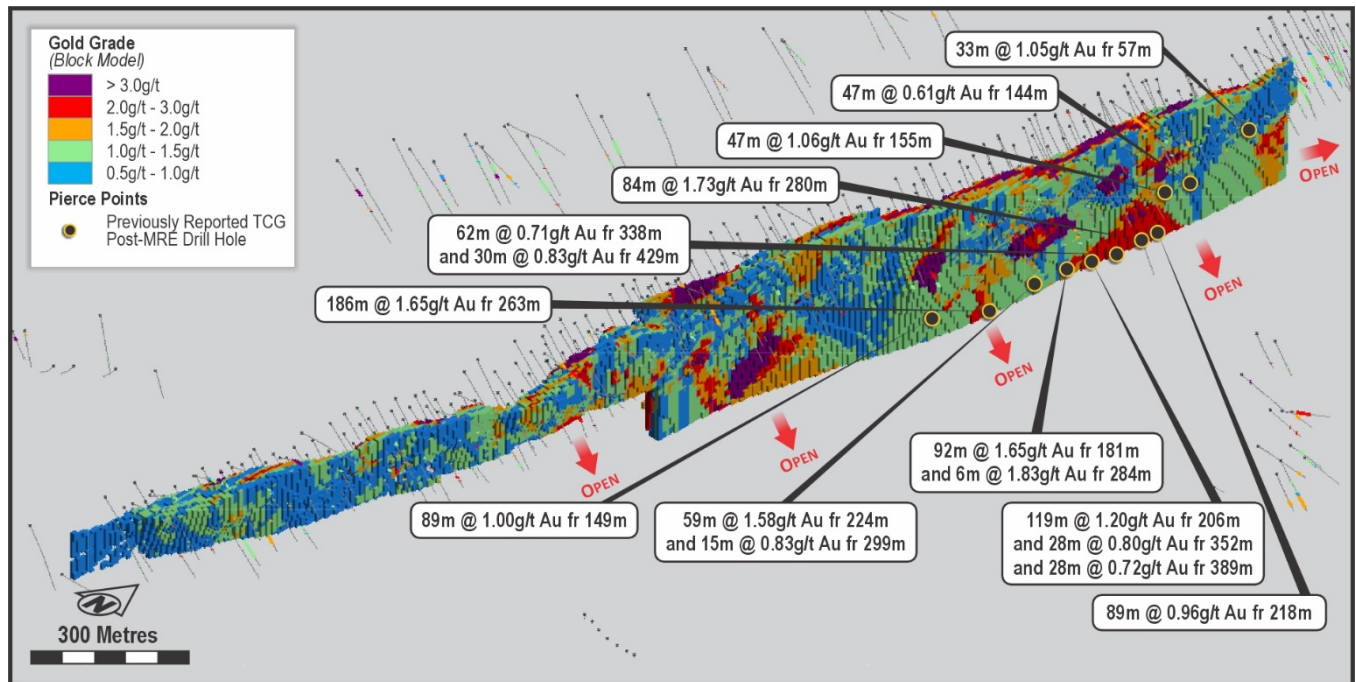 Gold Grade
(Block Model)
> 3.0g/t
2.0g/t - 3.0g/t
1.5g/t - 2.0g/t
1.0g/t - 1.5g/t
0.5g/t - 1.0g/t
Pierce Points
Previously Reported TCG
Post-MRE Drill Hole
33m @ 1.05g/t Au fr 57m
47m @ 0.61g/t Au fr 144m
47m @ 1.06g/t Au fr 155m
84m @ 1.73g/t Au fr 280m
62m @ 0.71g/t Au fr 338m
and 30m @ 0.83g/t Au fr 429m
186m @ 1.65g/t Au fr 263m
OPEN
OPEN
OPEN
OPEN
OPEN
89m @ 1.00g/t Au fr 149m
59m @ 1.58g/t Au fr 224m
and 15m @ 0.83g/t Au fr 299m
92m @ 1.65g/t Au fr 181m
and 6m @ 1.83g/t Au fr 284m
119m @ 1.20g/t Au fr 206m
and 28m @ 0.80g/t Au fr 352m
and 28m @ 0.72g/t Au fr 389m
89m @ 0.96g/t Au fr 218m
N
300 Metres